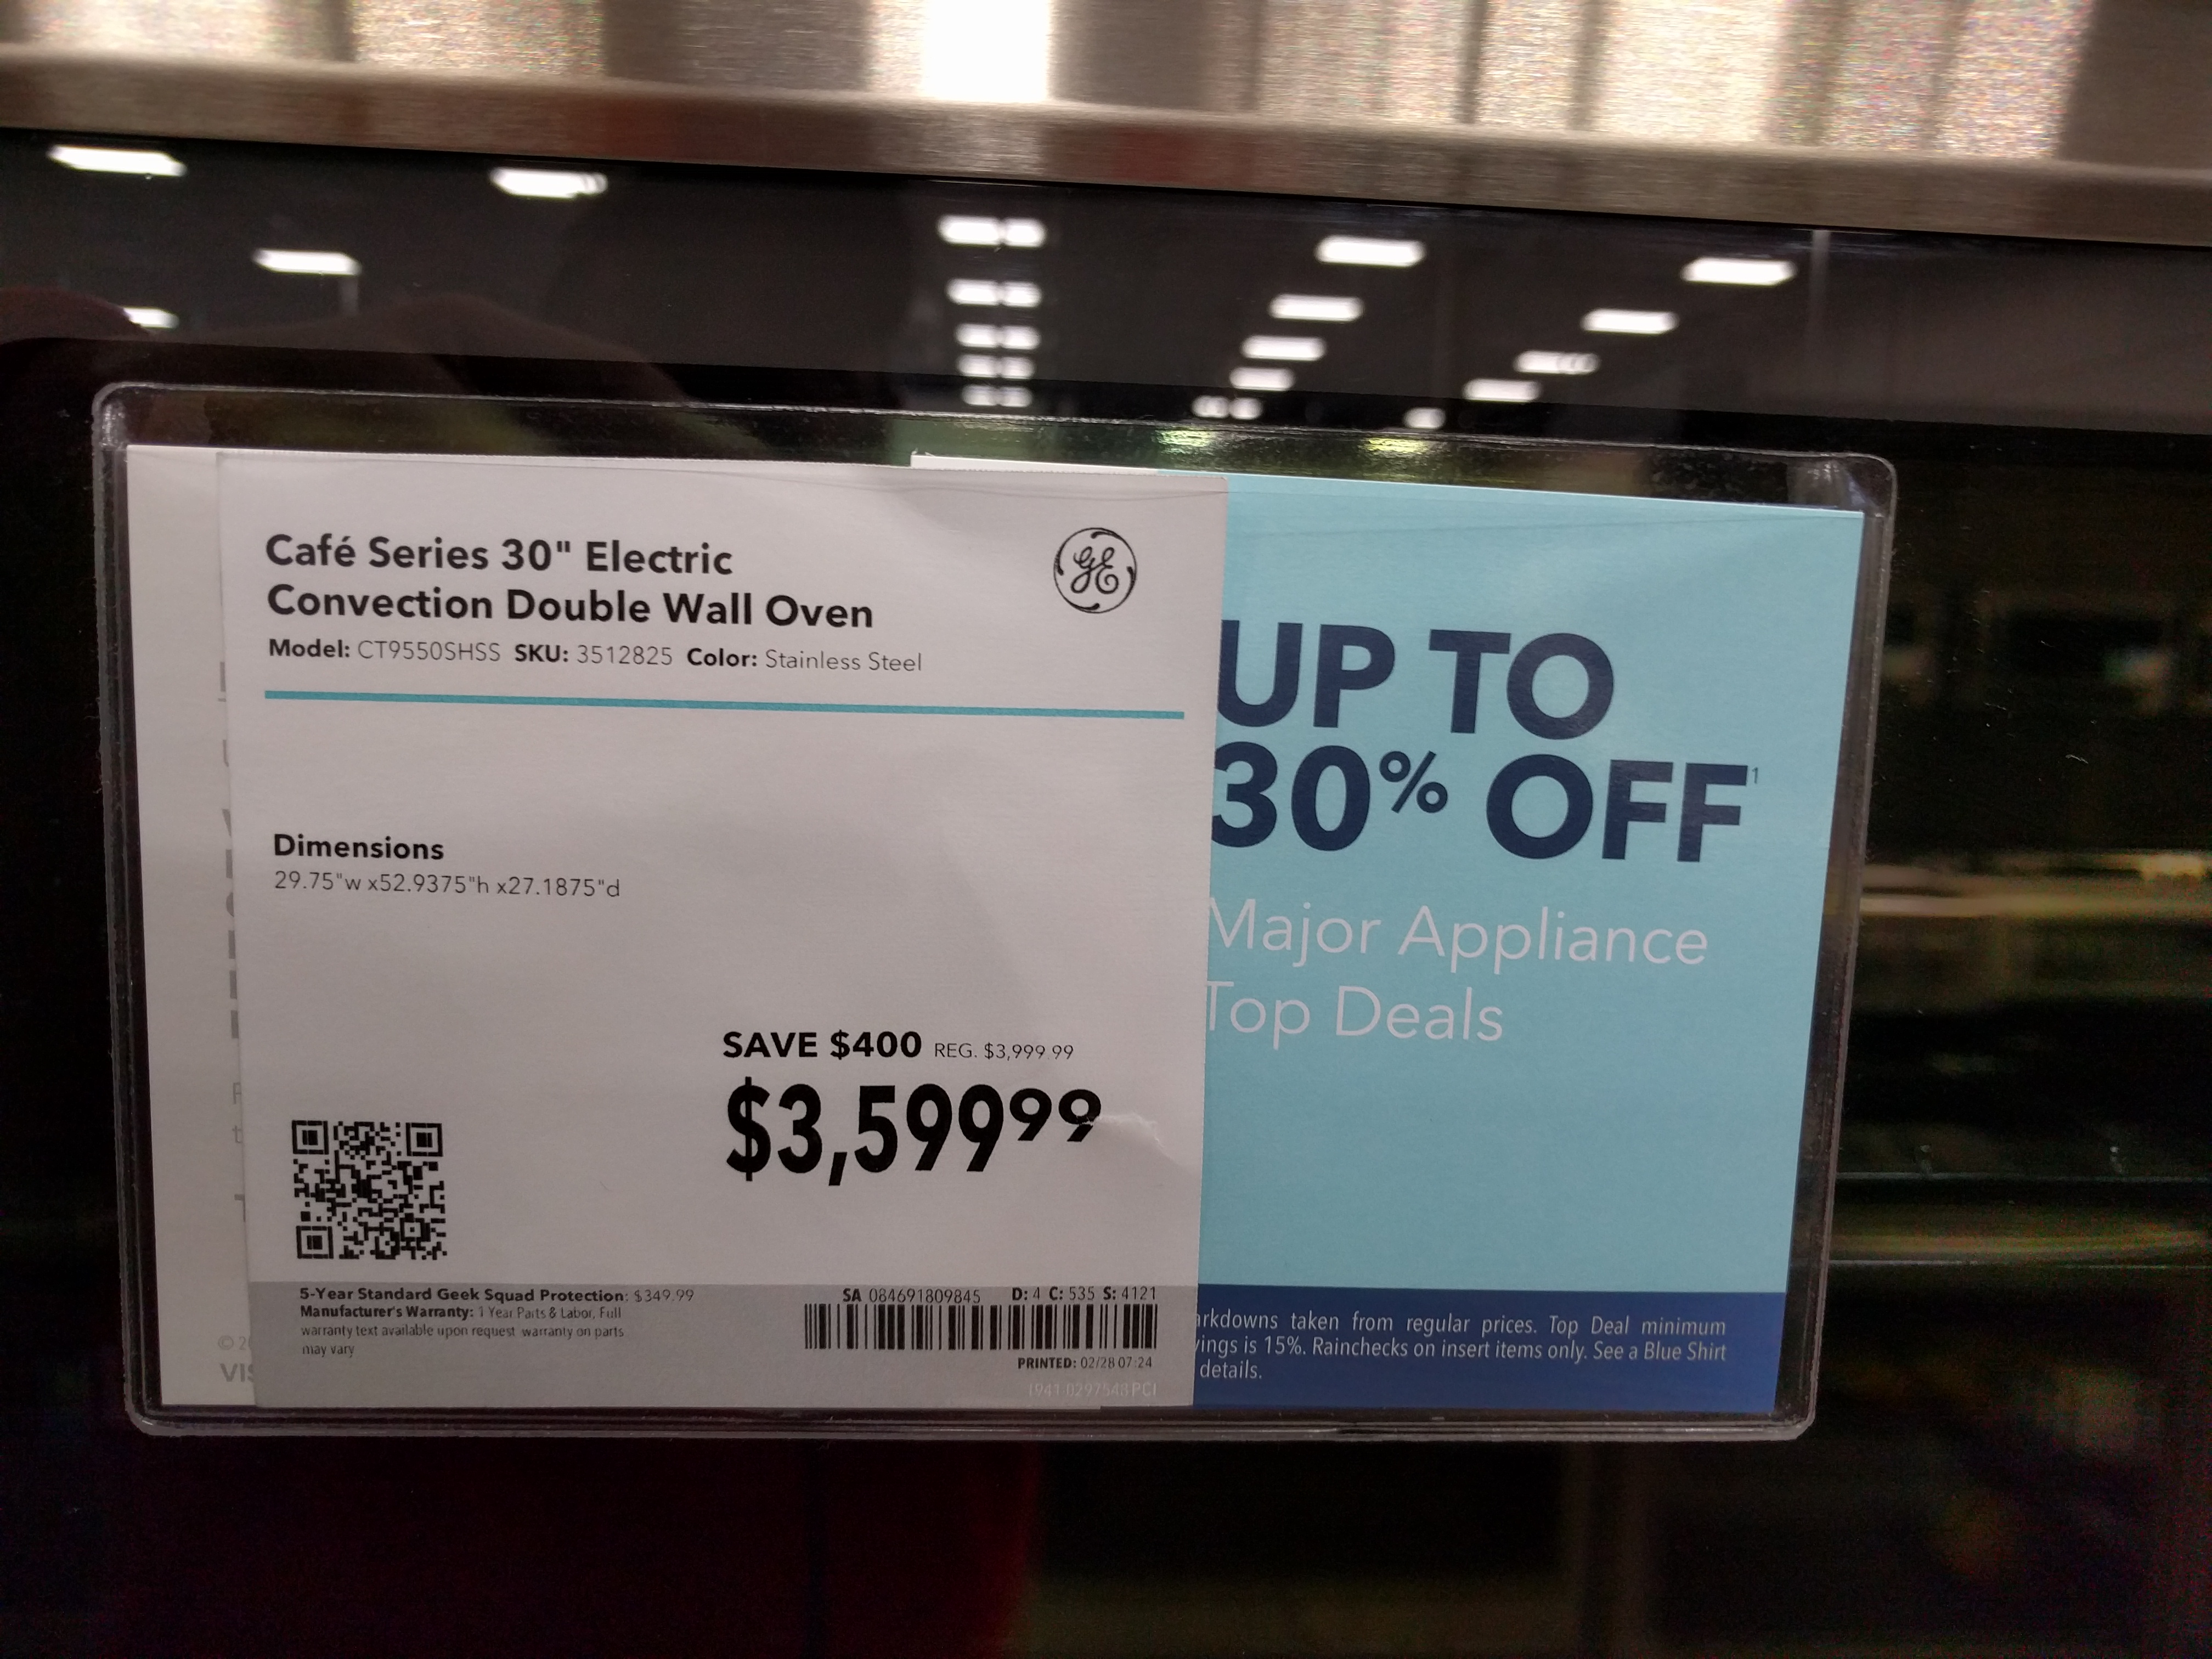 Café Series 30" Electric
Convection Double Wall Oven
GE
Model: CT9550SHSS SKU: 3512825 Color: Stainless Steel
Dimensions
29.75"w x52.9375"h x27.1875"d
SAVE $400 REG. $3,999.99
$3,599⁹⁹
5-Year Standard Geek Squad Protection: $349.99
Manufacturer's Warranty: 1 Year Parts & Labor, Full
warranty text available upon request warranty on parts
may vary
SA 084691809845 D: 4 C: 535 S: 4121
PRINTED: 02/28 07:24
UP TO
30% OFF¹
Major Appliance
Top Deals
taken from regular prices. Top Deal minimum
is 15%. Rainchecks on insert items only. See a Blue Shirt
details.